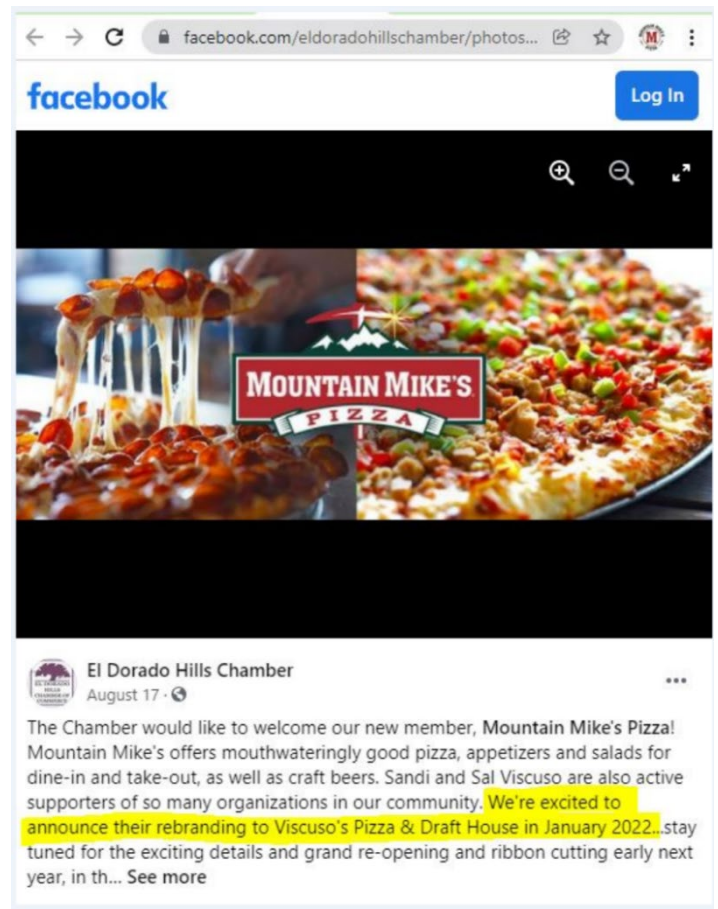 facebook.com/eldoradohillschamber/photos...
facebook
Log In
MOUNTAIN MIKE'S
PIZZA
El Dorado Hills Chamber
August 17 ·
The Chamber would like to welcome our new member, Mountain Mike's Pizza!
Mountain Mike's offers mouthwateringly good pizza, appetizers and salads for
dine-in and take-out, as well as craft beers. Sandi and Sal Viscuso are also active
supporters of so many organizations in our community. We're excited to
announce their rebranding to Viscuso's Pizza & Draft House in January 2022...stay
tuned for the exciting details and grand re-opening and ribbon cutting early next
year, in th... See more